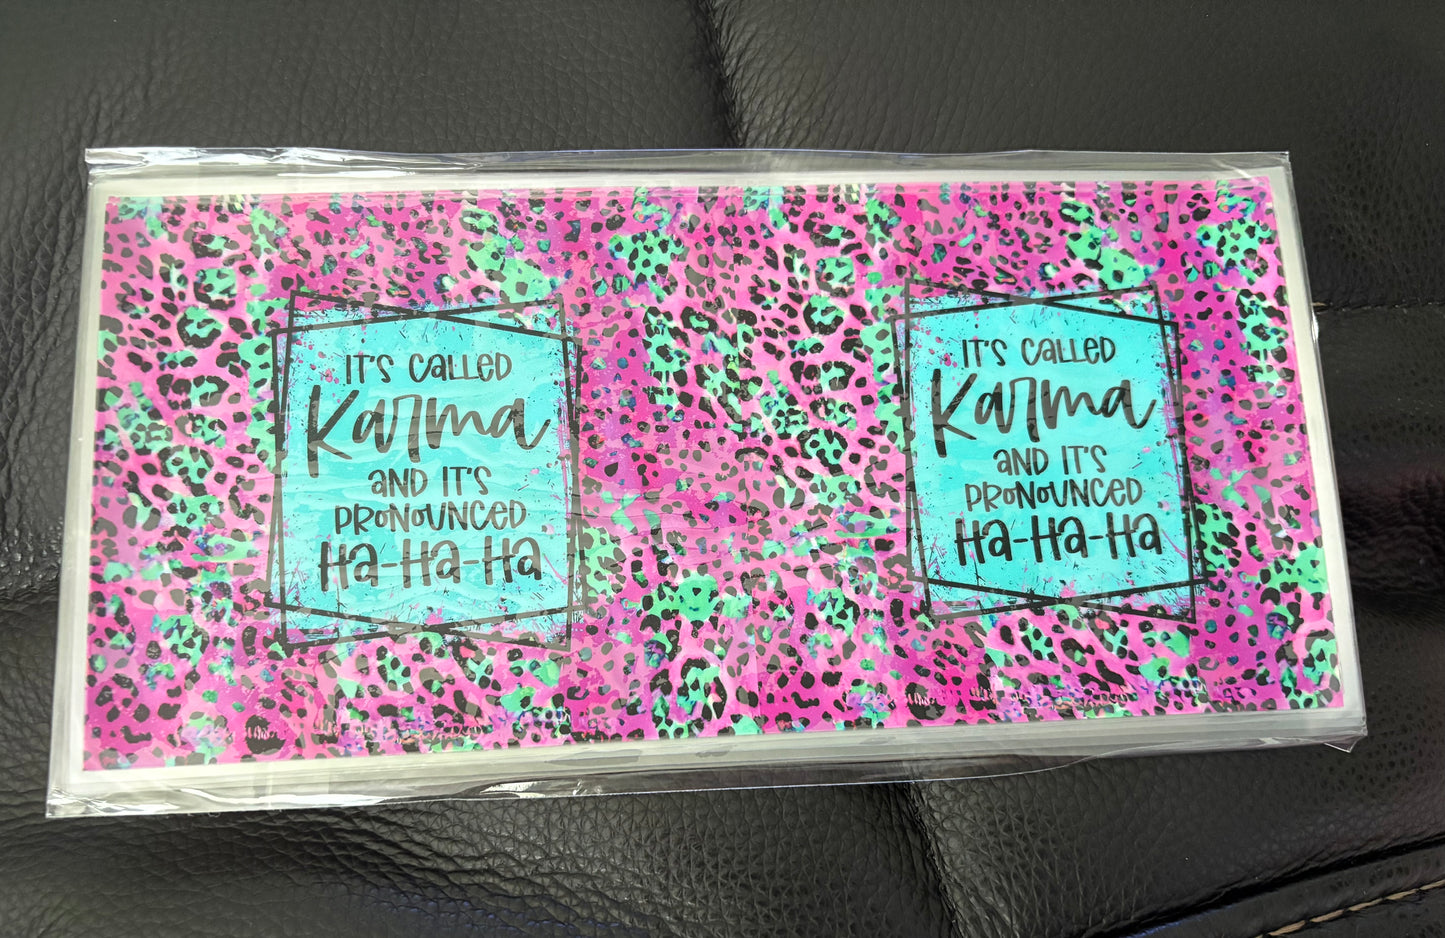 IT'S CALLED
Karma
AND IT'S
PRONOUNCED
Ha-Ha-Ha
IT'S CALLED
Karma
AND IT'S
PRONOUNCED
Ha-Ha-Ha